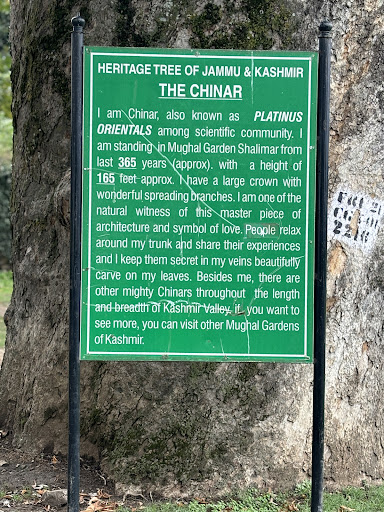 HERITAGE TREE OF JAMMU & KASHMIR
THE CHINAR
I am Chinar, also known as PLATINUS
ORIENTALS among scientific community. I
am standing in Mughal Garden Shalimar from
last 365 years (approx). with a height of
165 feet approx. I have a large crown with
wonderful spreading branches. I am one of the
natural witness of this master piece of
architecture and symbol of love. People relax
around my trunk and share their experiences
and I keep them secret in my veins beautifully
carve on my leaves. Besides me, there are
other mighty Chinars throughout the length
and breadth of Kashmir Valley, if you want to
see more, you can visit other Mughal Gardens
of Kashmir.